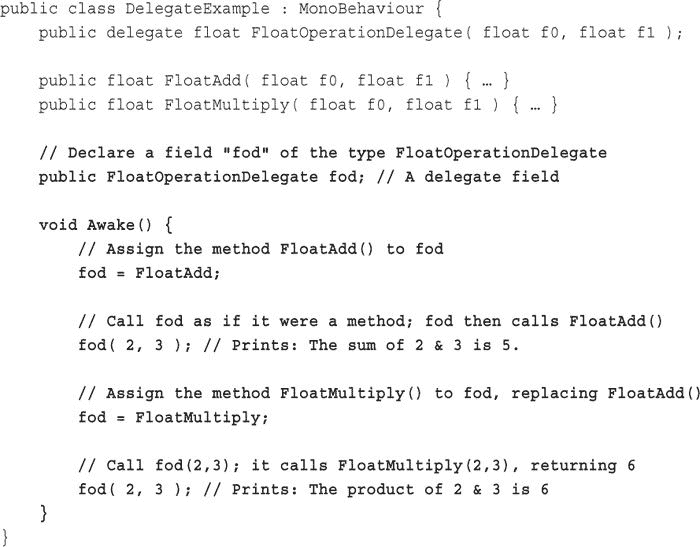 public class DelegateExample : MonoBehaviour {
    public delegate float FloatOperationDelegate( float f0, float f1 );

    public float FloatAdd( float f0, float f1 ) { … }
    public float FloatMultiply( float f0, float f1 ) { … }

    // Declare a field "fod" of the type FloatOperationDelegate
    public FloatOperationDelegate fod; // A delegate field

    void Awake() {
        // Assign the method FloatAdd() to fod
        fod = FloatAdd;

        // Call fod as if it were a method; fod then calls FloatAdd()
        fod( 2, 3 ); // Prints: The sum of 2 & 3 is 5.

        // Assign the method FloatMultiply() to fod, replacing FloatAdd()
        fod = FloatMultiply;

        // Call fod(2,3); it calls FloatMultiply(2,3), returning 6
        fod( 2, 3 ); // Prints: The product of 2 & 3 is 6
    }
}